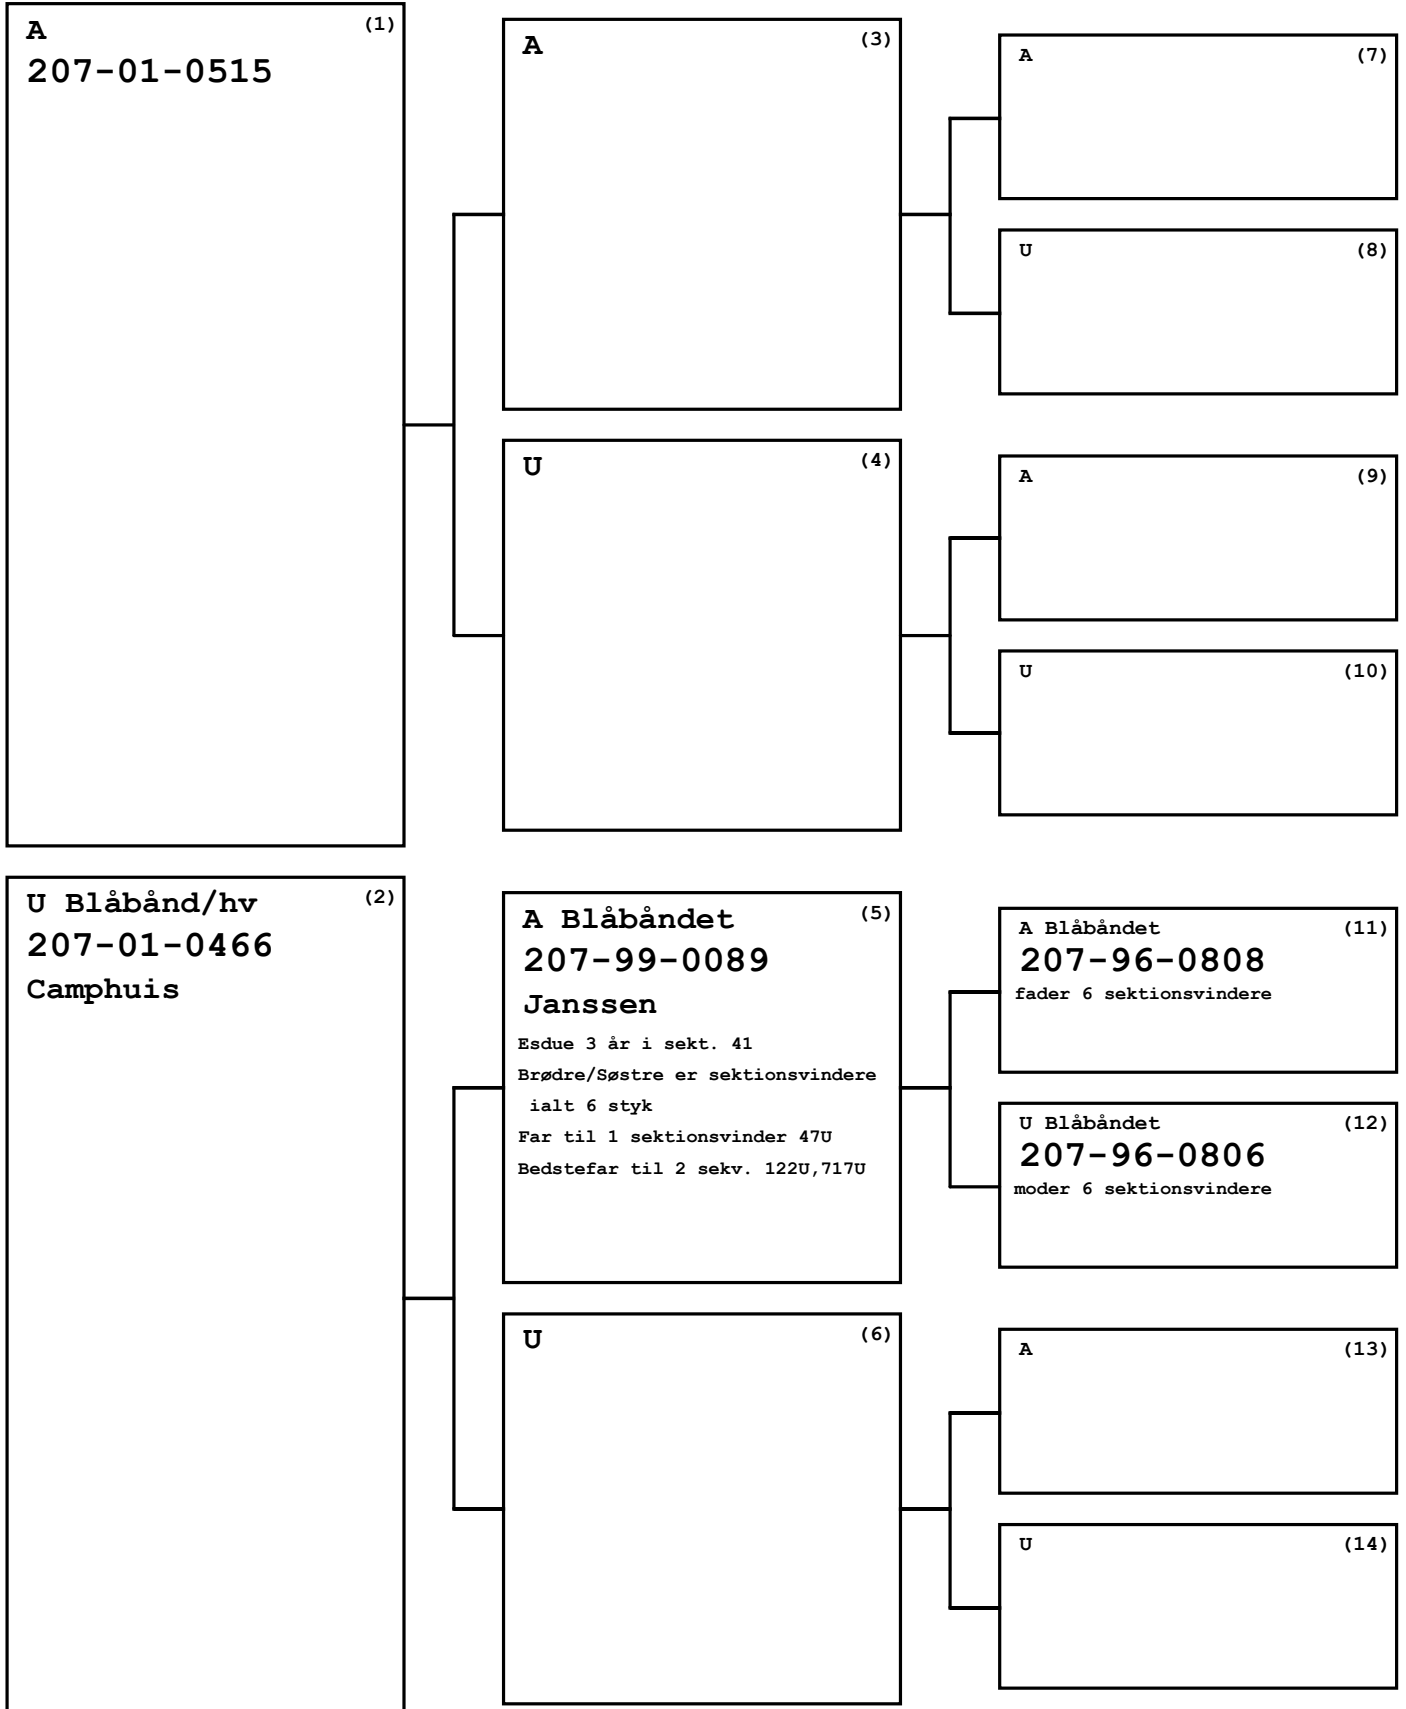 A (1)
207-01-0515
A (3)
A (7)
U (8)
U (4)
A (9)
U (10)
U Blåbånd/hv (2)
207-01-0466
Camphuis
A Blåbåndet (5)
207-99-0089
Janssen
Esdue 3 år i sekt. 41
Brødre/Søstre er sektionsvindere
ialt 6 styk
Far til 1 sektionsvinder 47U
Bedstefar til 2 sekv. 122U,717U
A Blåbåndet (11)
207-96-0808
fader 6 sektionsvindere
U Blåbåndet (12)
207-96-0806
moder 6 sektionsvindere
U (6)
A (13)
U (14)